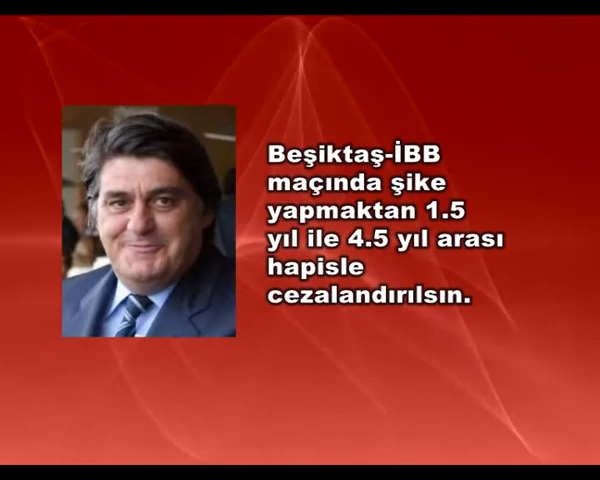 Beşiktaş-İBB
maçında şike
yapmaktan 1.5
yıl ile 4.5 yıl arası
hapisle
cezalandırılsın.